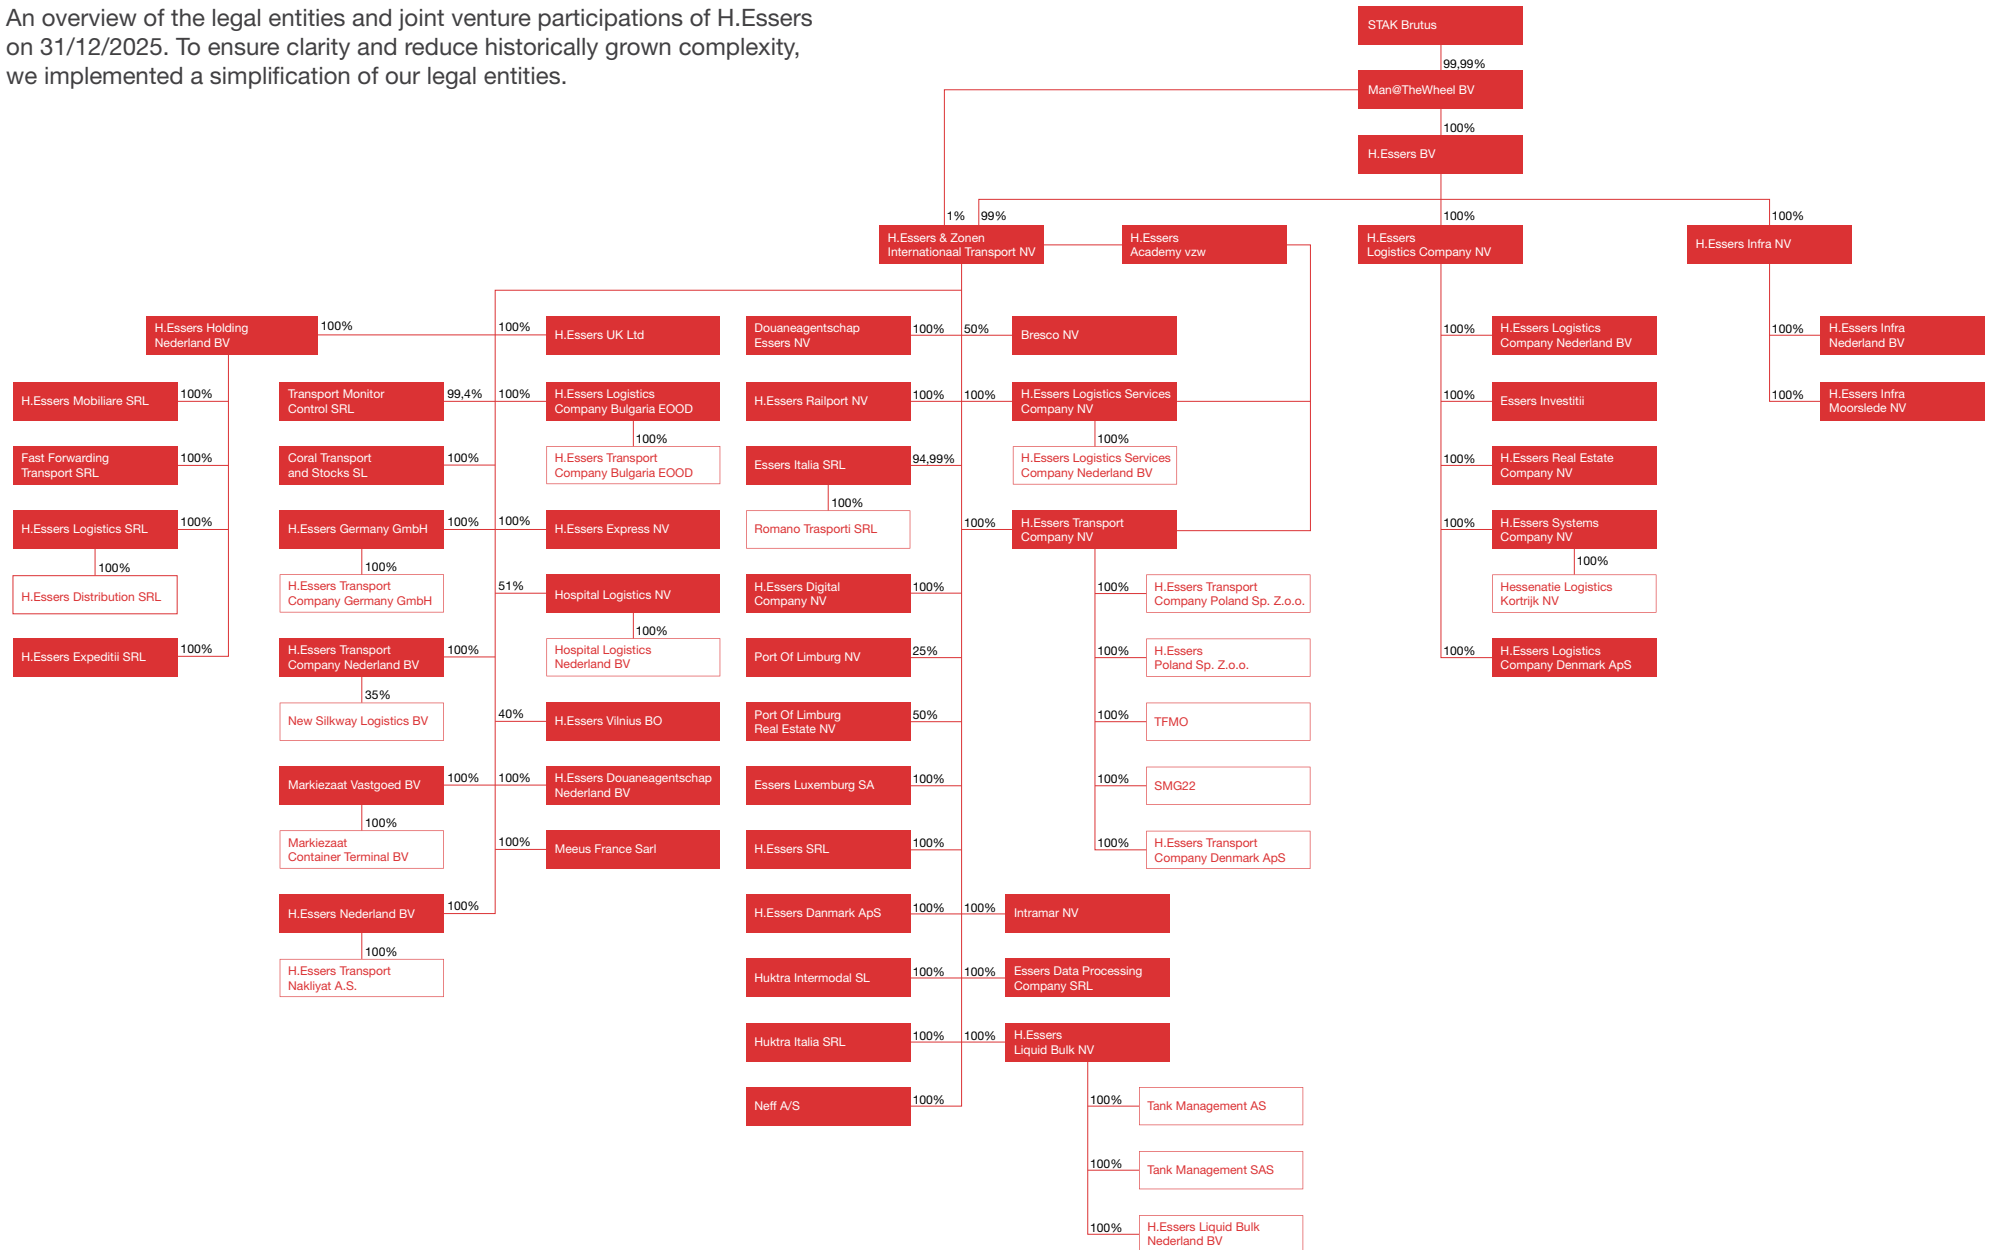 An overview of the legal entities and joint venture participations of H.Essers
on 31/12/2025. To ensure clarity and reduce historically grown complexity,
we implemented a simplification of our legal entities.
STAK Brutus
99,99%
Man@TheWheel BV
100%
H.Essers BV
1%
99%
100%
100%
H.Essers & Zonen
Internationaal Transport NV
H.Essers
Academy vzw
H.Essers
Logistics Company NV
H.Essers Infra NV
H.Essers Holding
Nederland BV
100%
100%
H.Essers UK Ltd
H.Essers Mobiliare SRL
100%
Fast Forwarding
Transport SRL
100%
H.Essers Logistics SRL
100%
100%
H.Essers Distribution SRL
H.Essers Expeditii SRL
100%
Transport Monitor
Control SRL
99,4%
100%
H.Essers Logistics
Company Bulgaria EOOD
100%
H.Essers Transport
Company Bulgaria EOOD
Coral Transport
and Stocks SL
100%
H.Essers Germany GmbH
100%
100%
H.Essers Express NV
100%
H.Essers Transport
Company Germany GmbH
51%
Hospital Logistics NV
100%
Hospital Logistics
Nederland BV
H.Essers Transport
Company Nederland BV
100%
35%
New Silkway Logistics BV
40%
H.Essers Vilnius BO
Markiezaat Vastgoed BV
100%
100%
H.Essers Douaneagentschap
Nederland BV
100%
Markiezaat
Container Terminal BV
100%
Meeus France Sarl
H.Essers Nederland BV
100%
100%
H.Essers Transport
Nakliyat A.S.
Douaneagentschap
Essers NV
100%
50%
Bresco NV
H.Essers Railport NV
100%
100%
H.Essers Logistics Services
Company NV
100%
H.Essers Logistics Services
Company Nederland BV
Essers Italia SRL
94,99%
100%
Romano Trasporti SRL
100%
H.Essers Transport
Company NV
H.Essers Digital
Company NV
100%
100%
H.Essers Transport
Company Poland Sp. Z.o.o.
Port Of Limburg NV
25%
100%
H.Essers
Poland Sp. Z.o.o.
Port Of Limburg
Real Estate NV
50%
100%
TFMO
Essers Luxemburg SA
100%
100%
SMG22
H.Essers SRL
100%
100%
H.Essers Transport
Company Denmark ApS
H.Essers Danmark ApS
100%
100%
Intramar NV
Huktra Intermodal SL
100%
100%
Essers Data Processing
Company SRL
Huktra Italia SRL
100%
100%
H.Essers
Liquid Bulk NV
Neff A/S
100%
100%
Tank Management AS
100%
Tank Management SAS
100%
H.Essers Liquid Bulk
Nederland BV
100%
H.Essers Logistics
Company Nederland BV
100%
Essers Investitii
100%
H.Essers Real Estate
Company NV
100%
H.Essers Systems
Company NV
100%
Hessenatie Logistics
Kortrijk NV
100%
H.Essers Logistics
Company Denmark ApS
100%
H.Essers Infra
Nederland BV
100%
H.Essers Infra
Moorslede NV